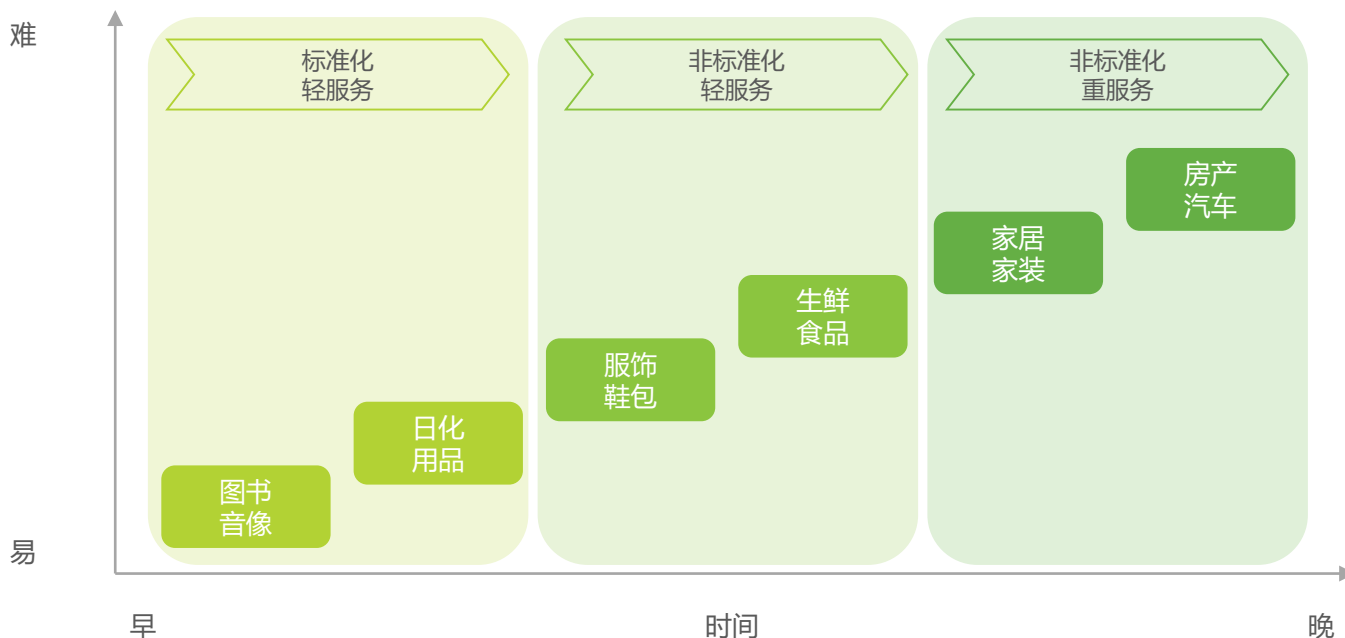 难
标准化
轻服务
非标准化
轻服务
非标准化
重服务
房产
汽车
家居
家装
生鲜
食品
服饰
鞋包
日化
用品
图书
音像
易
早
时间
晚